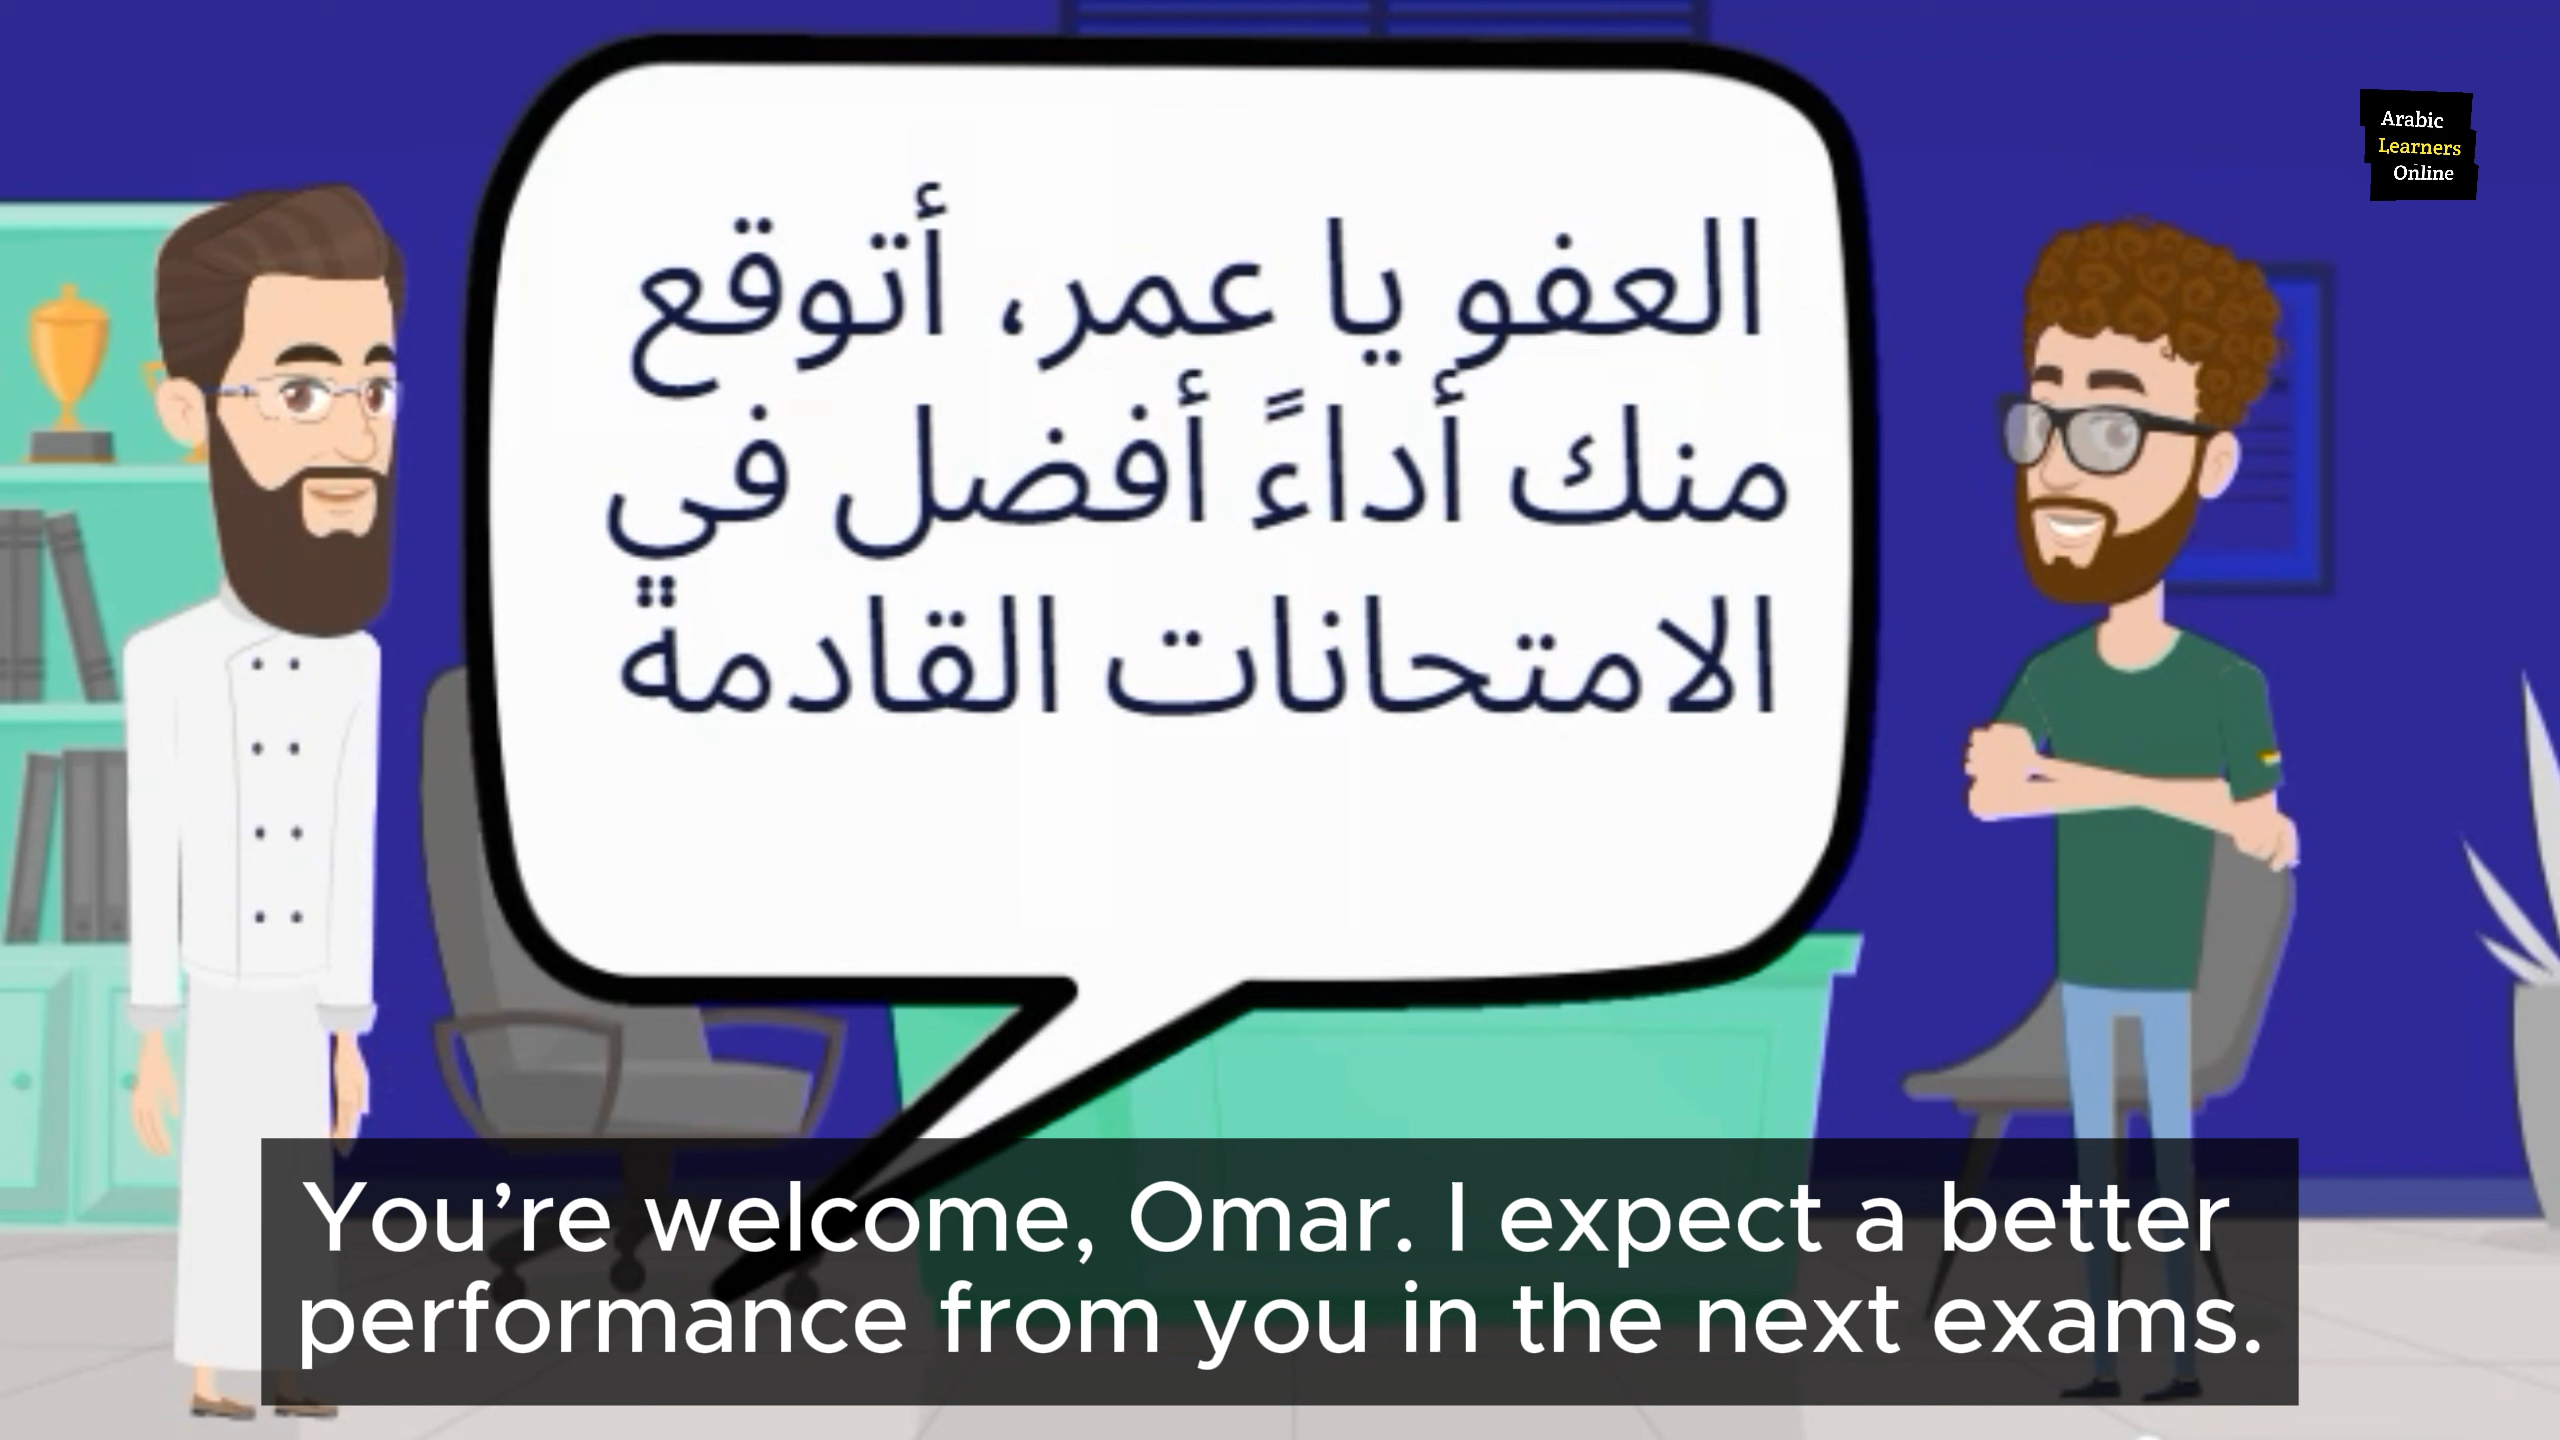 Arabic
Learners
Online
العفو يا عمر، أتوقع
منك أداءً أفضل في
الامتحانات القادمة
You're welcome, Omar. I expect a better
performance from you in the next exams.